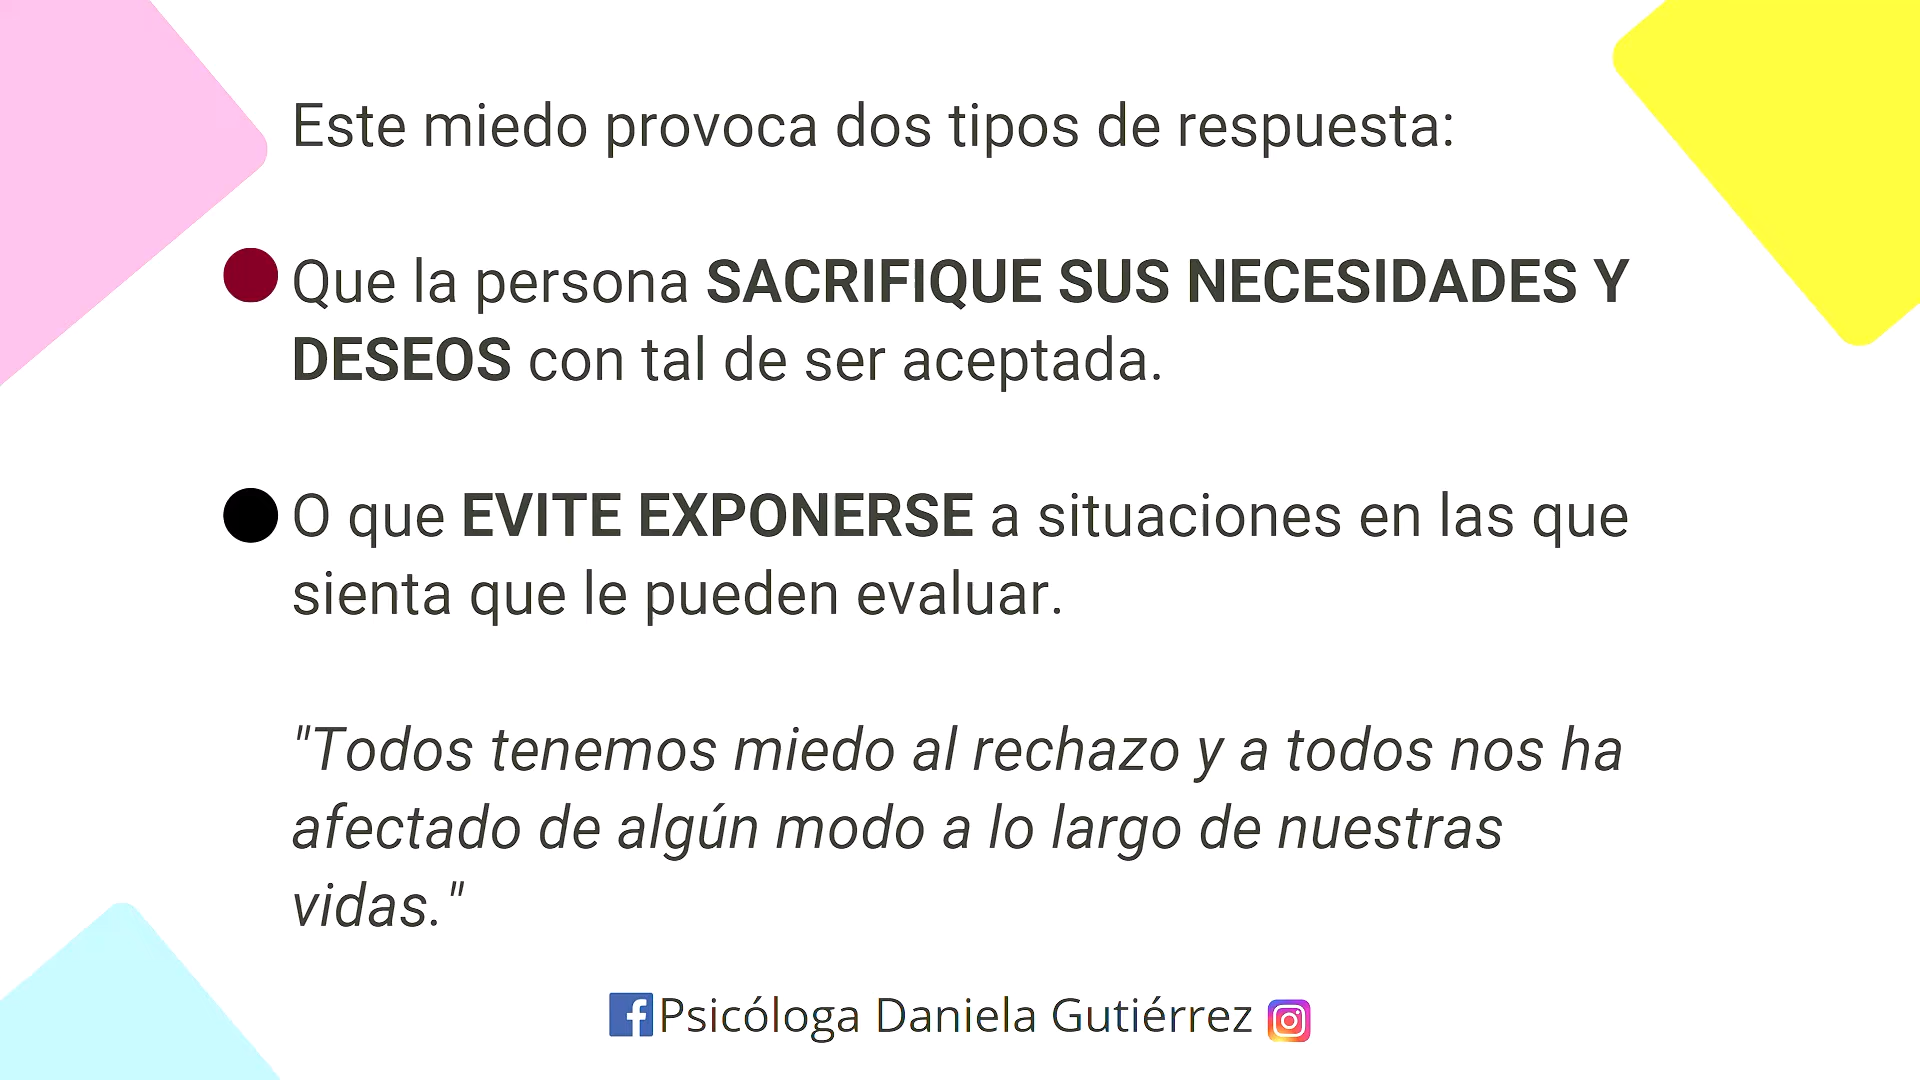 Este miedo provoca dos tipos de respuesta:
Que la persona SACRIFIQUE SUS NECESIDADES Y
DESEOS con tal de ser aceptada.
O que EVITE EXPONERSE a situaciones en las que
sienta que le pueden evaluar.
"Todos tenemos miedo al rechazo y a todos nos ha
afectado de algún modo a lo largo de nuestras
vidas."
Psicóloga Daniela Gutiérrez